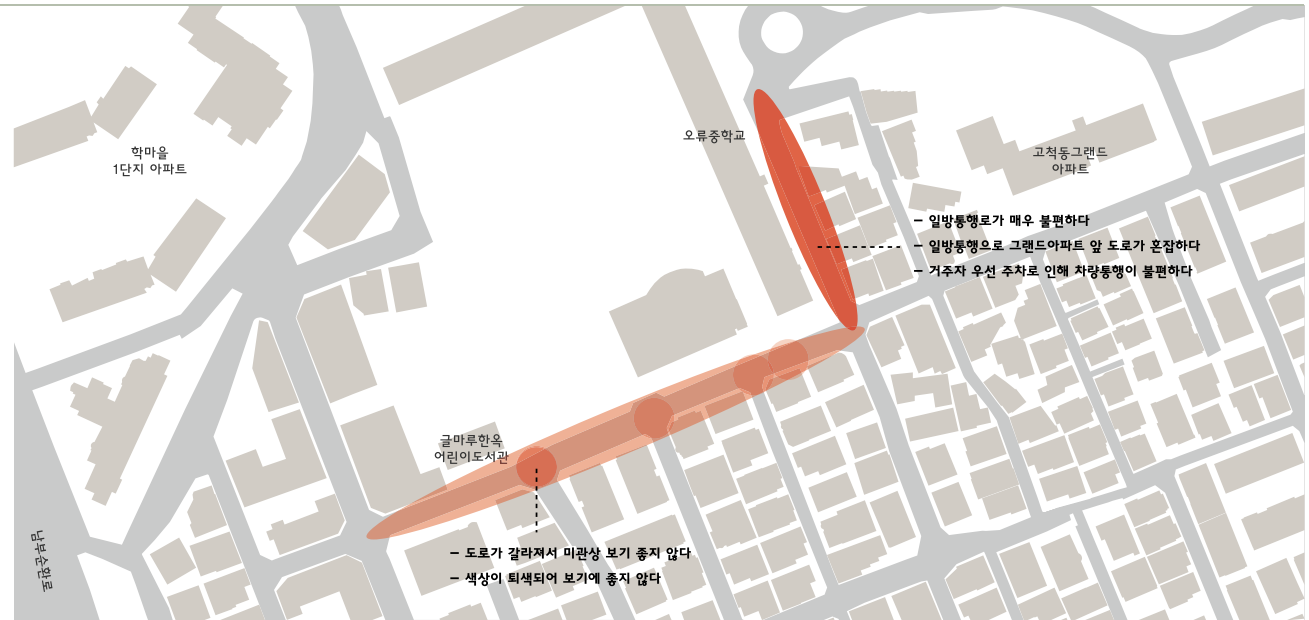 오류중학교
학마을
1단지 아파트
고척동그랜드
아파트
– 일방통행로가 매우 불편하다
– 일방통행으로 그랜드아파트 앞 도로가 혼잡하다
– 거주자 우선 주차로 인해 차량통행이 불편하다
글마루한옥
어린이도서관
남부순환로
– 도로가 갈라져서 미관상 보기 좋지 않다
– 색상이 퇴색되어 보기에 좋지 않다